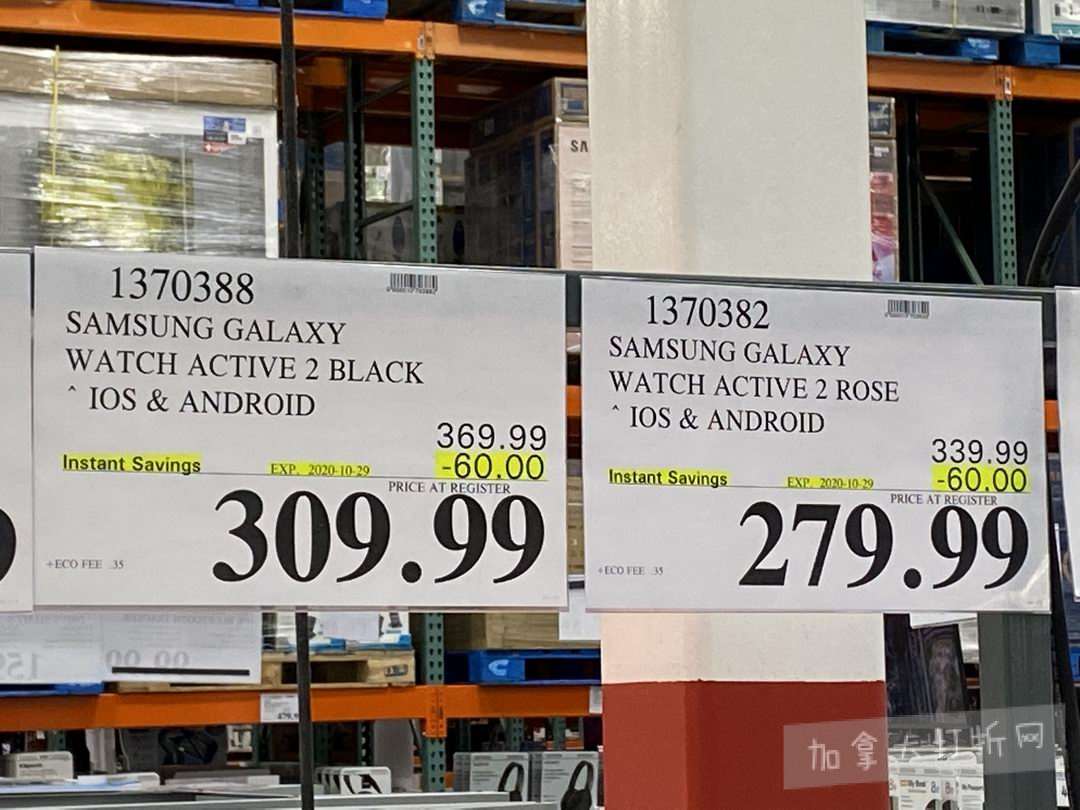 1370388
SAMSUNG GALAXY
WATCH ACTIVE 2 BLACK
^ IOS & ANDROID
369.99
Instant Savings EXP. 2020-10-29 -60.00
PRICE AT REGISTER
309.99
+ECO FEE .35
1370382
SAMSUNG GALAXY
WATCH ACTIVE 2 ROSE
^ IOS & ANDROID
339.99
Instant Savings EXP. 2020-10-29 -60.00
PRICE AT REGISTER
279.99
+ECO FEE .35
SA
加拿大打折网